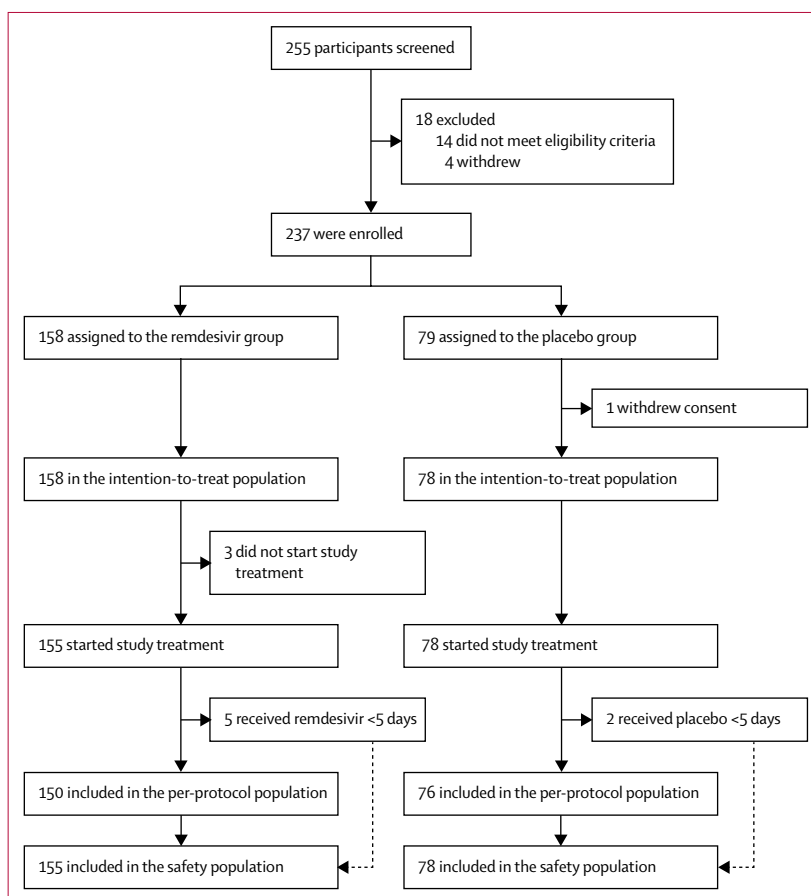 255 participants screened
18 excluded
14 did not meet eligibility criteria
4 withdrew
237 were enrolled
158 assigned to the remdesivir group
79 assigned to the placebo group
1 withdrew consent
158 in the intention-to-treat population
78 in the intention-to-treat population
3 did not start study
treatment
155 started study treatment
78 started study treatment
5 received remdesivir <5 days
2 received placebo <5 days
150 included in the per-protocol population
76 included in the per-protocol population
155 included in the safety population
78 included in the safety population